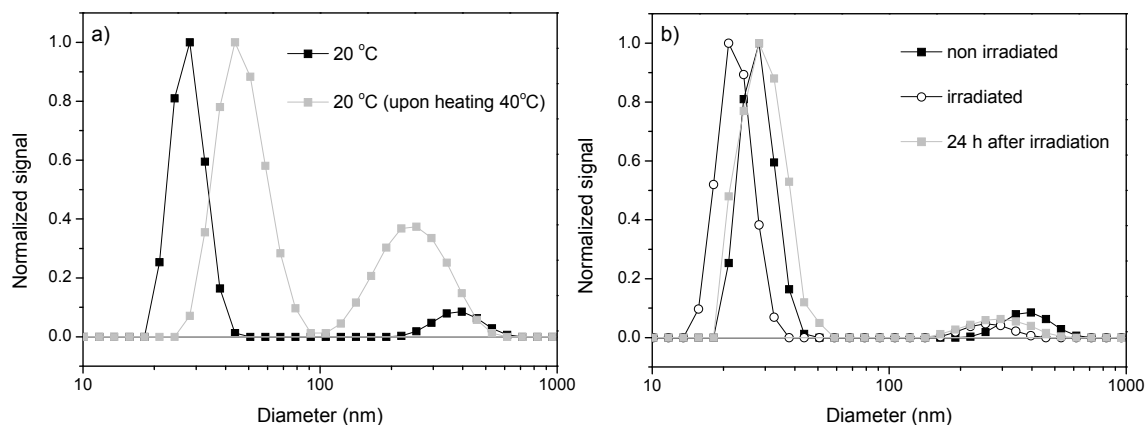 a)
20 °C
20 °C (upon heating 40°C)
Normalized signal
1.0
0.8
0.6
0.4
0.2
0.0
10
100
1000
Diameter (nm)
b)
non irradiated
irradiated
24 h after irradiation
Normalized signal
1.0
0.8
0.6
0.4
0.2
0.0
10
100
1000
Diameter (nm)